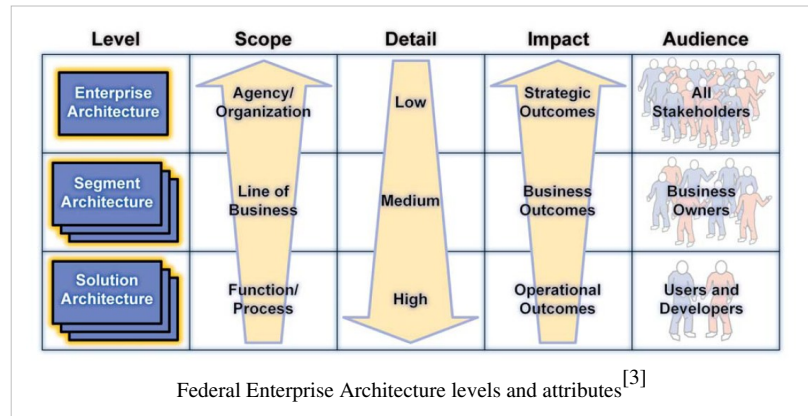 Level Scope Detail Impact Audience
Enterprise Architecture
Agency/ Organization
Low
Strategic Outcomes
All Stakeholders
Segment Architecture
Line of Business
Medium
Business Outcomes
Business Owners
Solution Architecture
Function/ Process
High
Operational Outcomes
Users and Developers
Federal Enterprise Architecture levels and attributes[3]